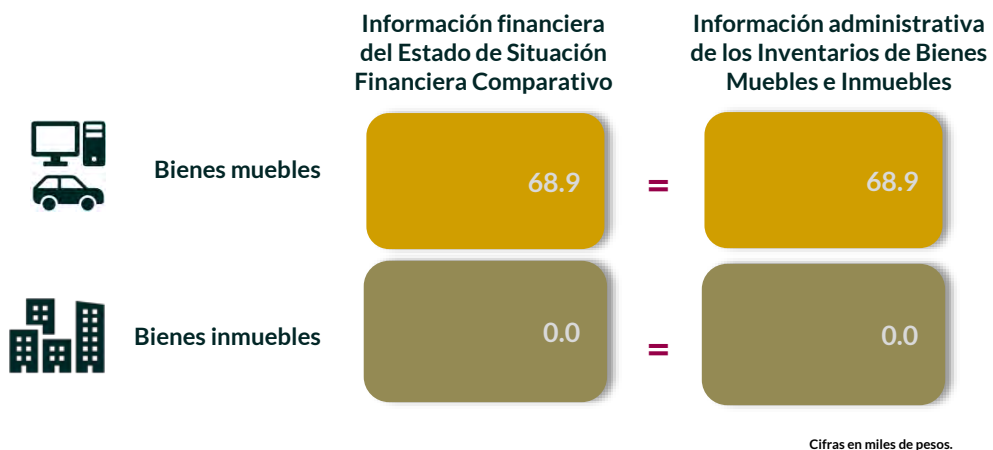 Información financiera
del Estado de Situación
Financiera Comparativo
Información administrativa
de los Inventarios de Bienes
Muebles e Inmuebles
Bienes muebles
68.9
=
68.9
Bienes inmuebles
0.0
=
0.0
Cifras en miles de pesos.